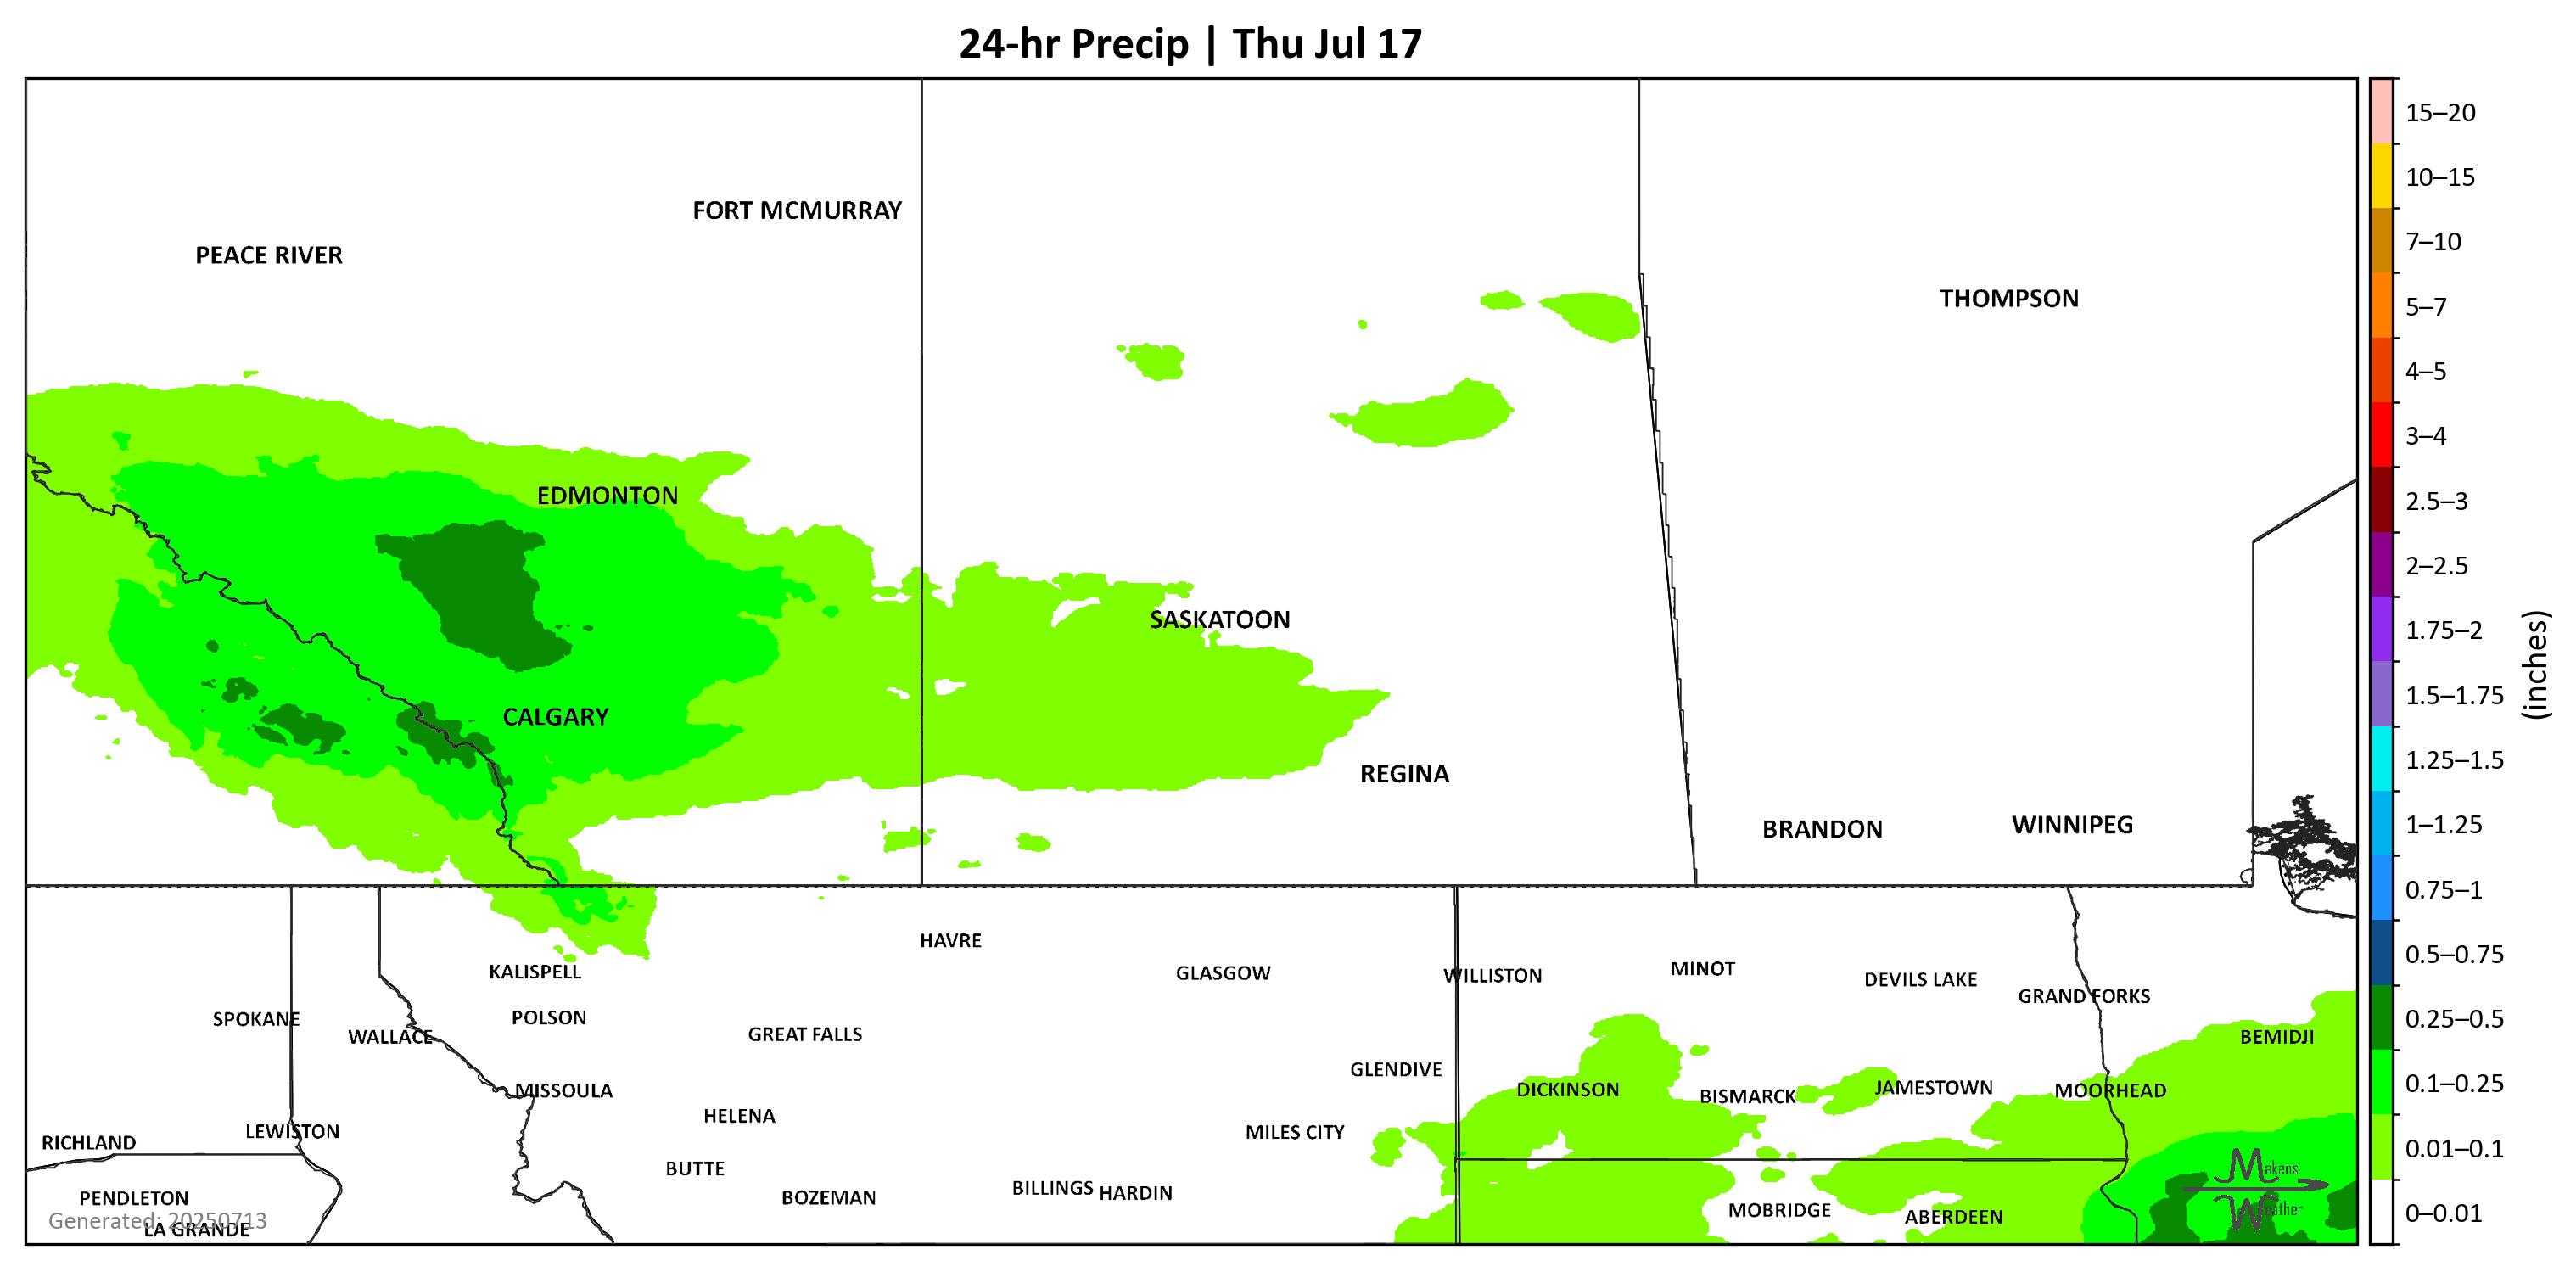 24-hr Precip | Thu Jul 17
FORT MCMURRAY
PEACE RIVER
THOMPSON
EDMONTON
SASKATOON
CALGARY
REGINA
BRANDON
WINNIPEG
HAVRE
KALISPELL
GLASGOW
WILLISTON
MINOT
DEVILS LAKE
GRAND FORKS
SPOKANE
WALLACE
POLSON
GREAT FALLS
BEMIDJI
GLENDIVE
MISSOULA
DICKINSON
BISMARCK
JAMESTOWN
MOORHEAD
HELENA
LEWISTON
RICHLAND
MILES CITY
BUTTE
PENDLETON
BOZEMAN
BILLINGS
HARDIN
MOBRIDGE
ABERDEEN
Generated: 20250713
LA GRANDE
Makens
Weather
15–20
10–15
7–10
5–7
4–5
3–4
2.5–3
2–2.5
1.75–2
1.5–1.75
1.25–1.5
1–1.25
0.75–1
0.5–0.75
0.25–0.5
0.1–0.25
0.01–0.1
0–0.01
(inches)